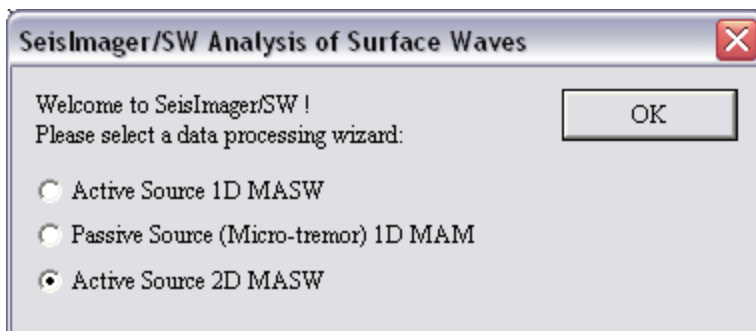 SeisImager/SW Analysis of Surface Waves
Welcome to SeisImager/SW !
Please select a data processing wizard:
OK
Active Source 1D MASW
Passive Source (Micro-tremor) 1D MAM
Active Source 2D MASW